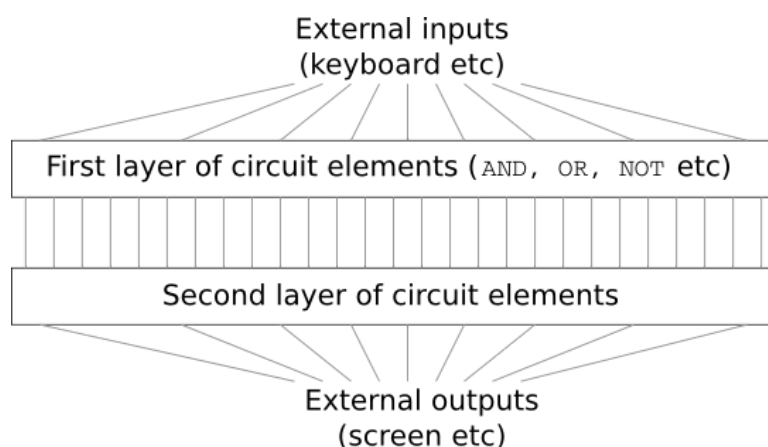 External inputs
(keyboard etc)
First layer of circuit elements (AND, OR, NOT etc)
Second layer of circuit elements
External outputs
(screen etc)